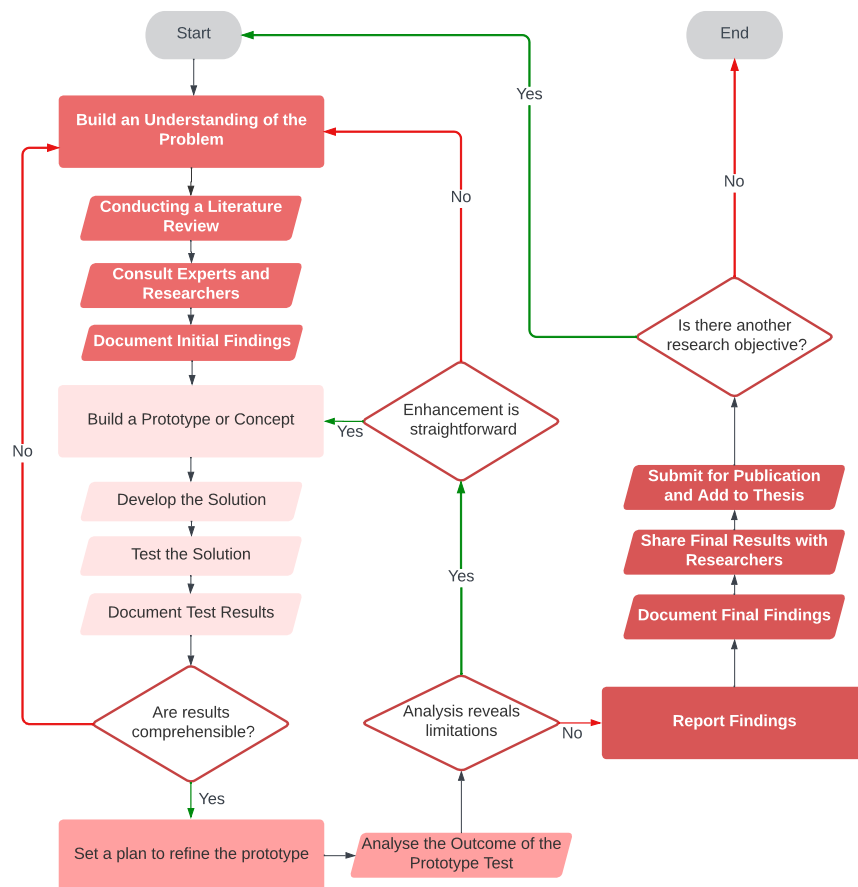 Start
End
Yes
Build an Understanding of the
Problem
No
No
Conducting a Literature
Review
Consult Experts and
Researchers
Document Initial Findings
Is there another
research objective?
Build a Prototype or Concept
Yes
Enhancement is
straightforward
No
Develop the Solution
Test the Solution
Document Test Results
Yes
Submit for Publication
and Add to Thesis
Share Final Results with
Researchers
Document Final Findings
Are results
comprehensible?
Analysis reveals
limitations
No
Report Findings
Yes
Set a plan to refine the prototype
Analyse the Outcome of the
Prototype Test